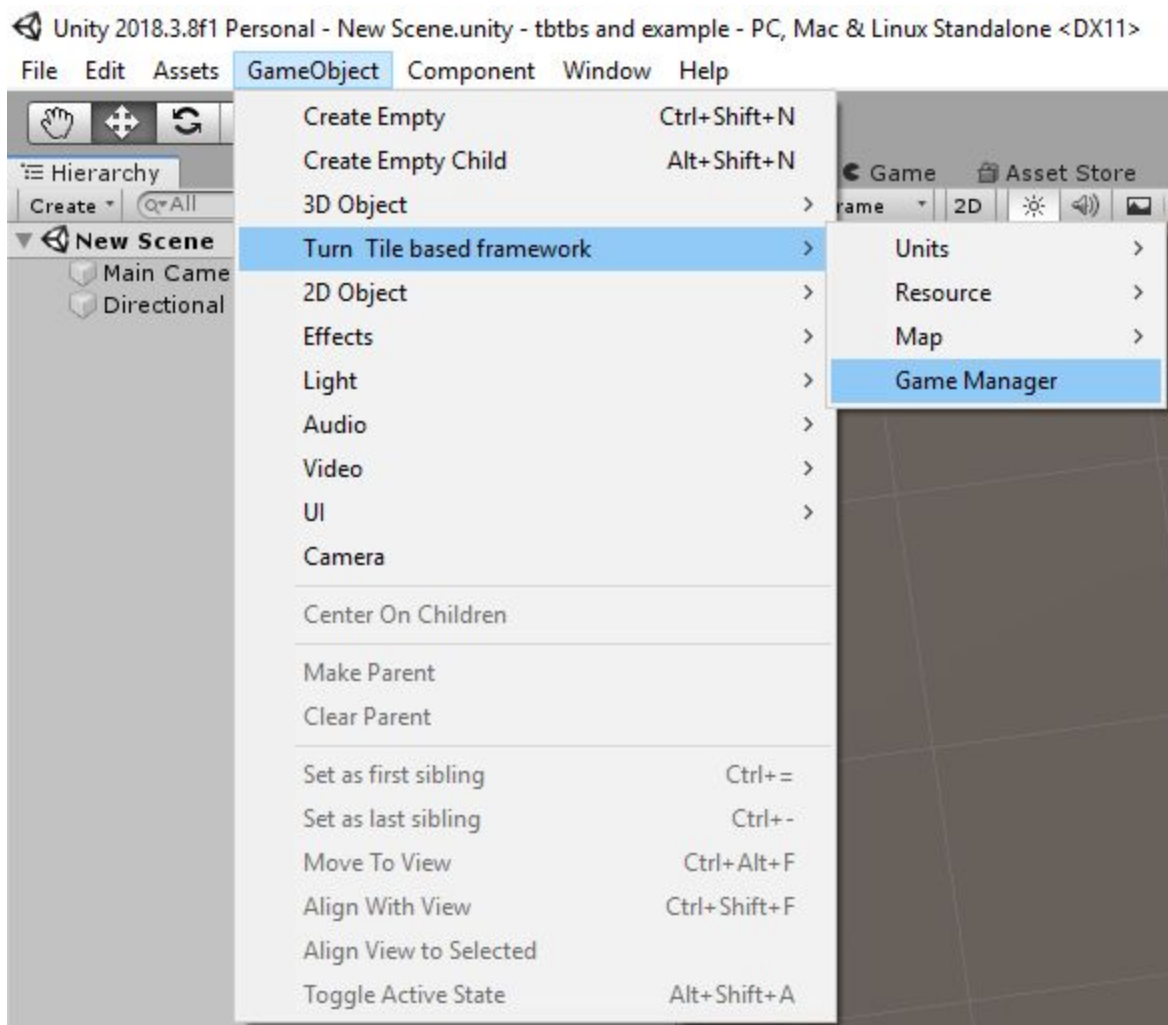 Unity 2018.3.8f1 Personal - New Scene.unity - tbtbs and example - PC, Mac & Linux Standalone <DX11>
File Edit Assets GameObject Component Window Help
Hierarchy
Create All
New Scene
Main Came
Directional
Create Empty Ctrl+Shift+N
Create Empty Child Alt+Shift+N
3D Object
Turn  Tile based framework
2D Object
Effects
Light
Audio
Video
UI
Camera
Center On Children
Make Parent
Clear Parent
Set as first sibling Ctrl+=
Set as last sibling Ctrl+-
Move To View Ctrl+Alt+F
Align With View Ctrl+Shift+F
Align View to Selected
Toggle Active State Alt+Shift+A
Game Asset Store
rame 2D
Units
Resource
Map
Game Manager